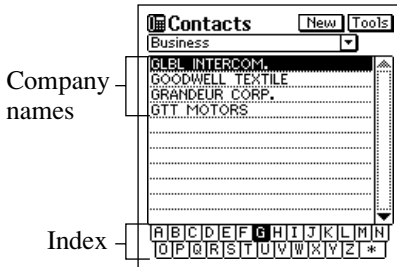 Contacts New Tools
Business
GLBL INTERCOM.
GOODWELL TEXTILE
GRANDEUR CORP.
GTT MOTORS
Company
names
Index
A B C D E F G H I J K L M N
O P Q R S T U V W X Y Z *